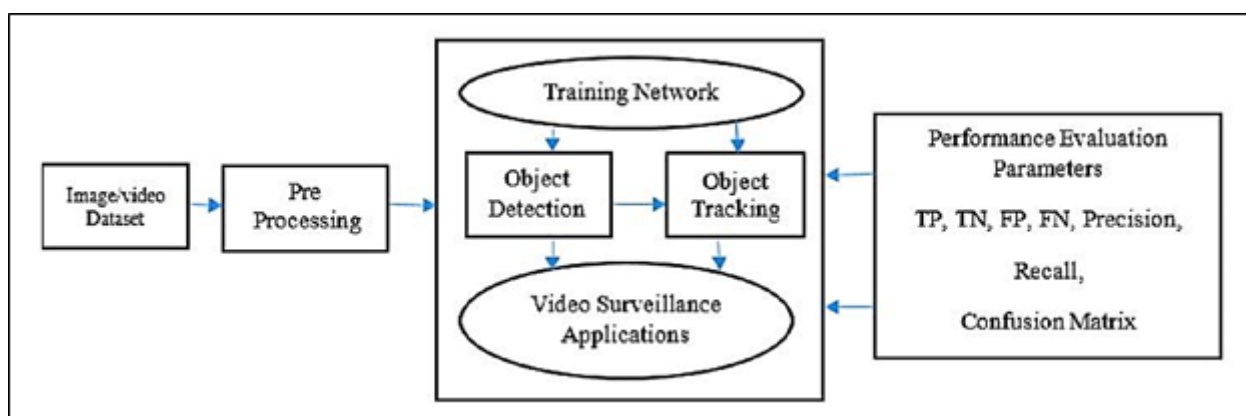 Image/video
Dataset
Pre
Processing
Training Network
Object
Detection
Object
Tracking
Video Surveillance
Applications
Performance Evaluation
Parameters
TP, TN, FP, FN, Precision,
Recall,
Confusion Matrix